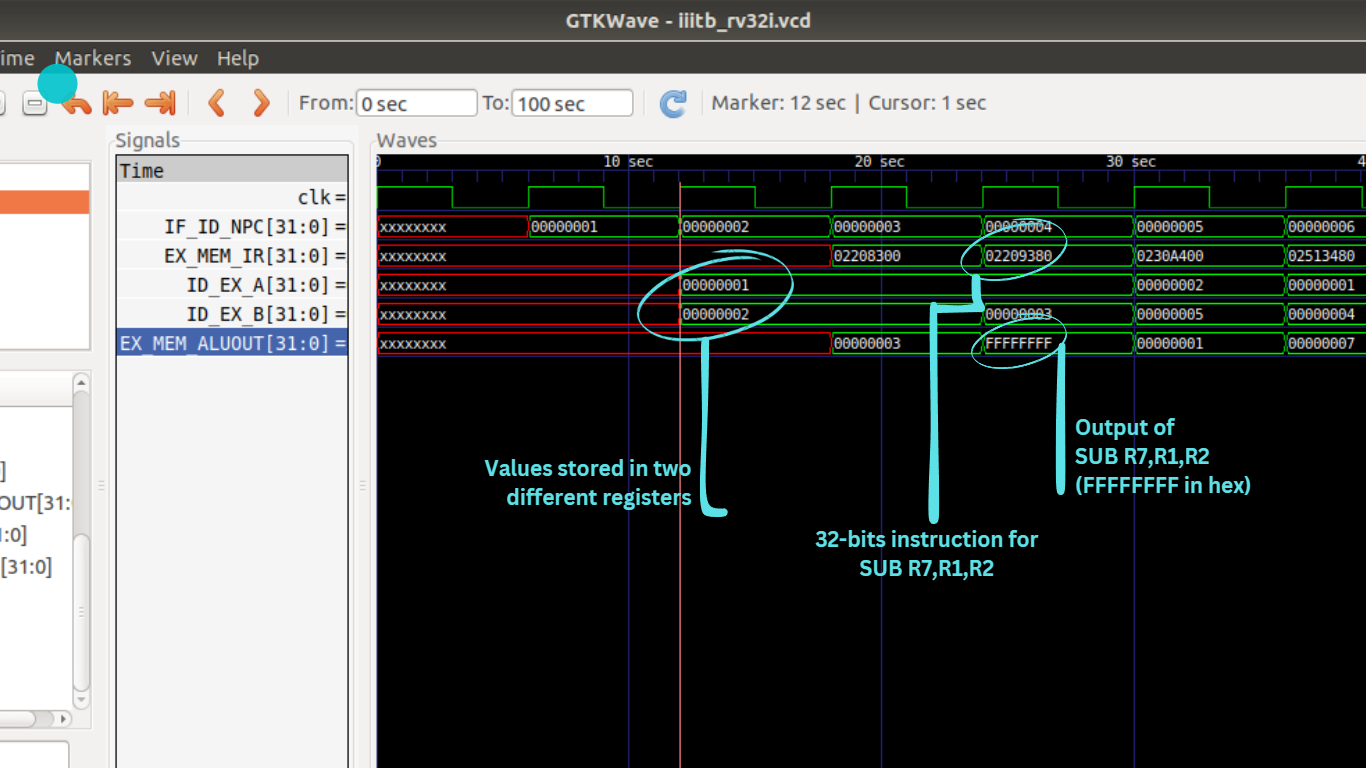 GTKWave - iiitb_rv32i.vcd
ime Markers View Help
From: 0 sec To: 100 sec Marker: 12 sec | Cursor: 1 sec
Signals Waves
Time
0 10 sec 20 sec 30 sec 4
clk =
IF_ID_NPC[31:0] = xxxxxxxx 00000001 00000002 00000003 00000004 00000005 00000006
EX_MEM_IR[31:0] = xxxxxxxx 02208300 02209380 0230A400 02513480
ID_EX_A[31:0] = xxxxxxxx 00000001 00000002 00000001
ID_EX_B[31:0] = xxxxxxxx 00000002 00000003 00000005 00000004
EX_MEM_ALUOUT[31:0] = xxxxxxxx 00000003 FFFFFFFF 00000001 00000007
]
OUT[31:
:0]
[31:0]
Values stored in two
different registers
32-bits instruction for
SUB R7,R1,R2
Output of
SUB R7,R1,R2
(FFFFFFFF in hex)